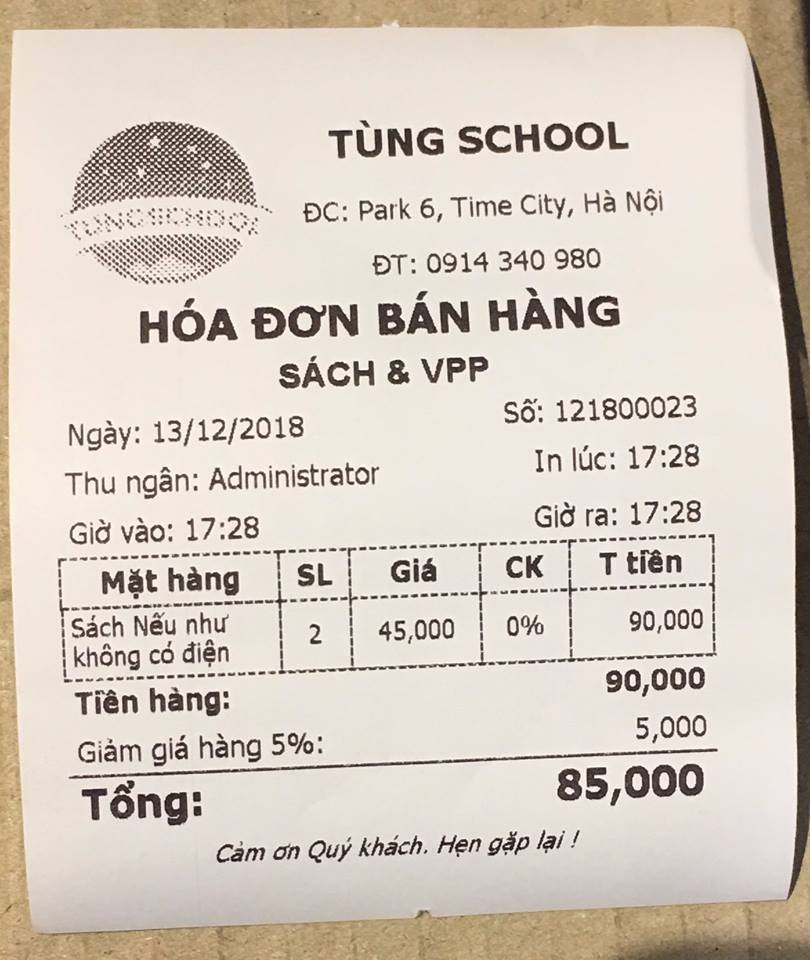 TÙNG SCHOOL
TUNGSCHOOL
ĐC: Park 6, Time City, Hà Nội
ĐT: 0914 340 980
HÓA ĐƠN BÁN HÀNG
SÁCH & VPP
Ngày: 13/12/2018 Số: 121800023
Thu ngân: Administrator In lúc: 17:28
Giờ vào: 17:28 Giờ ra: 17:28
Mặt hàng SL Giá CK T tiền
Sách Nếu như 2 45,000 0% 90,000
không có điện
Tiền hàng: 90,000
Giảm giá hàng 5%: 5,000
Tổng: 85,000
Cảm ơn Quý khách. Hẹn gặp lại !